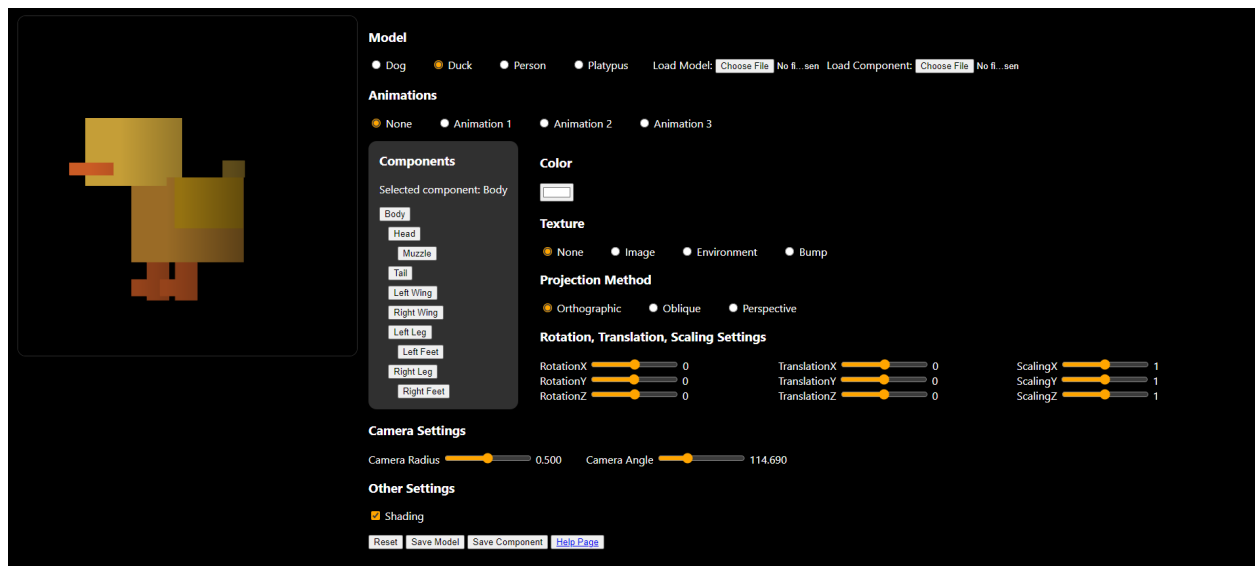 Model
Dog Duck Person Platypus Load Model: Choose File No fi...sen Load Component: Choose File No fi...sen
Animations
None Animation 1 Animation 2 Animation 3
Components
Selected component: Body
Body
Head
Muzzle
Tail
Left Wing
Right Wing
Left Leg
Left Feet
Right Leg
Right Feet
Color
Texture
None Image Environment Bump
Projection Method
Orthographic Oblique Perspective
Rotation, Translation, Scaling Settings
RotationX 0 TranslationX 0 ScalingX 1
RotationY 0 TranslationY 0 ScalingY 1
RotationZ 0 TranslationZ 0 ScalingZ 1
Camera Settings
Camera Radius 0.500 Camera Angle 114.690
Other Settings
Shading
Reset Save Model Save Component Help Page